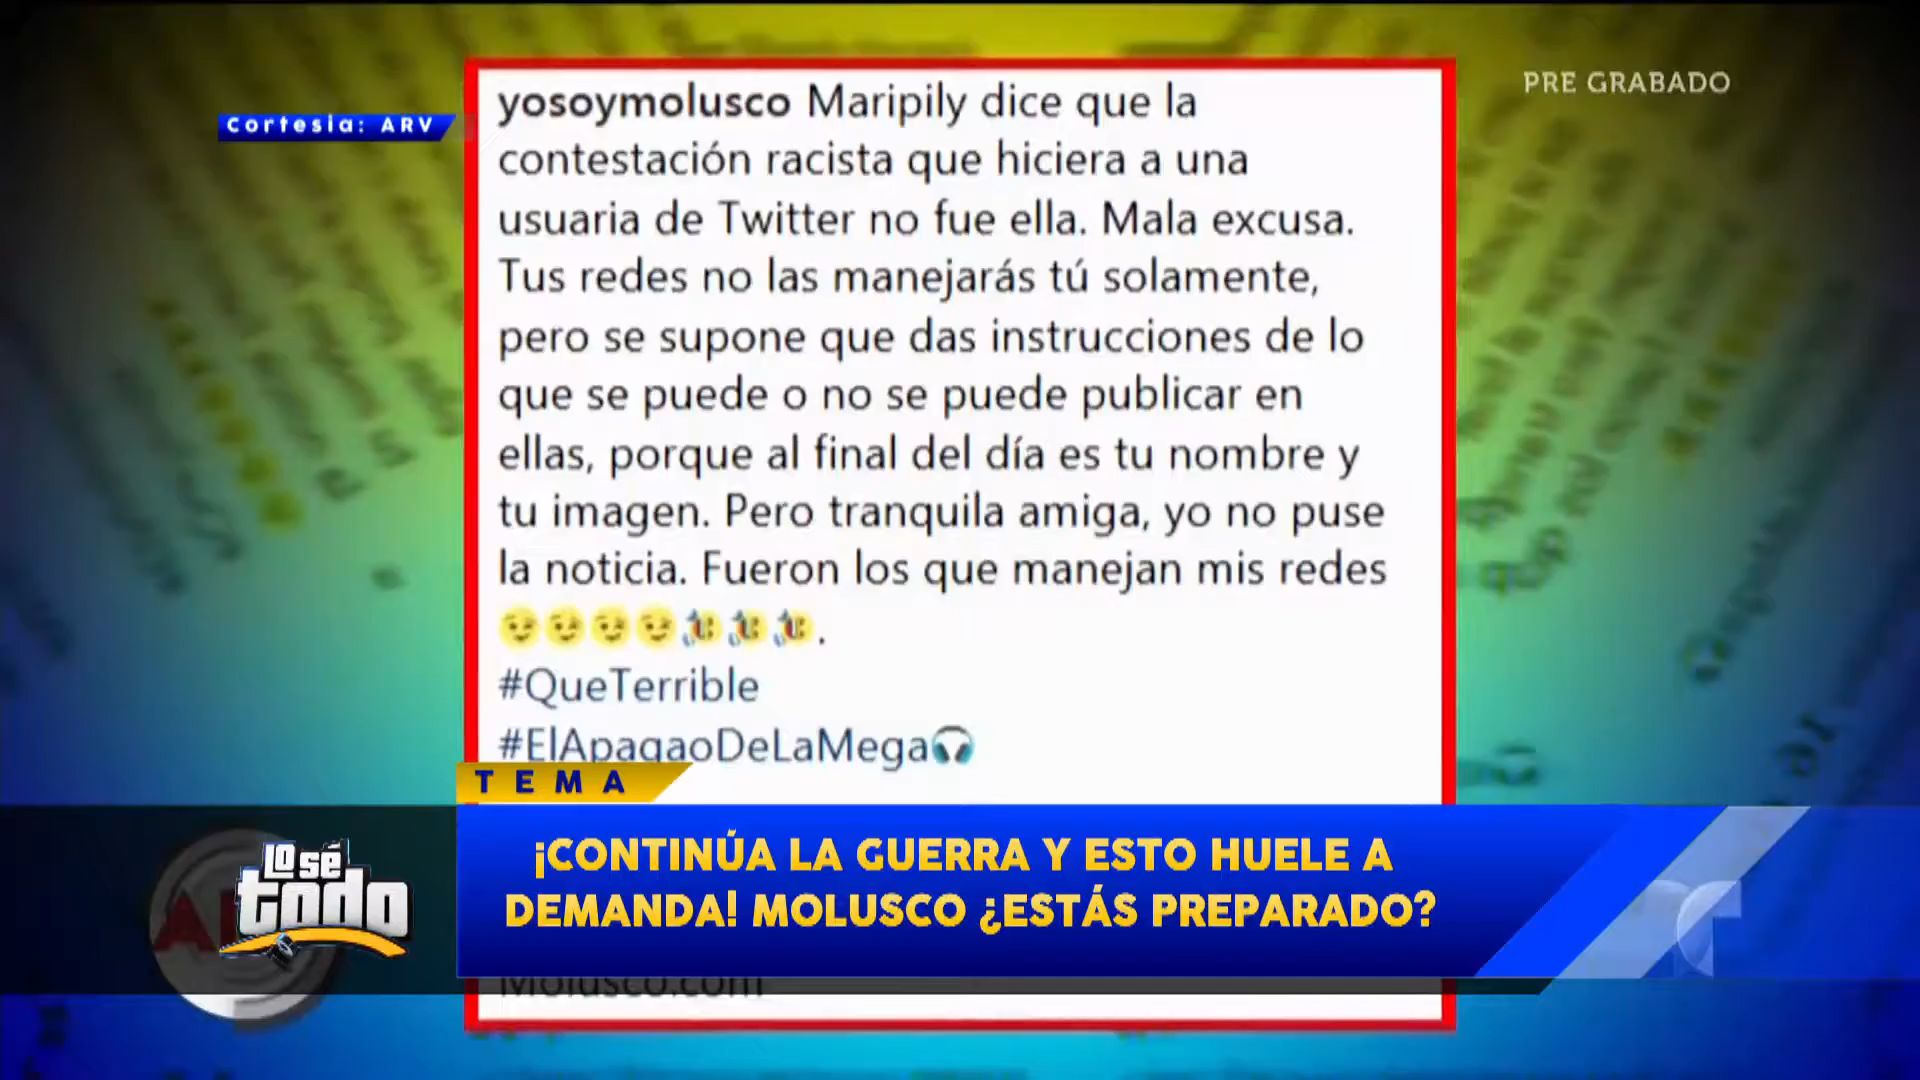 PRE GRABADO
Cortesia: ARV
yosoymolusco Maripily dice que la
contestación racista que hiciera a una
usuaria de Twitter no fue ella. Mala excusa.
Tus redes no las manejarás tú solamente,
pero se supone que das instrucciones de lo
que se puede o no se puede publicar en
ellas, porque al final del día es tu nombre y
tu imagen. Pero tranquila amiga, yo no puse
la noticia. Fueron los que manejan mis redes
😉😉😉😉.
#QueTerrible
#ElApagaoDeLaMega🎧
TEMA
¡CONTINÚA LA GUERRA Y ESTO HUELE A
DEMANDA! MOLUSCO ¿ESTÁS PREPARADO?
Lo sé
todo
Molusco.com